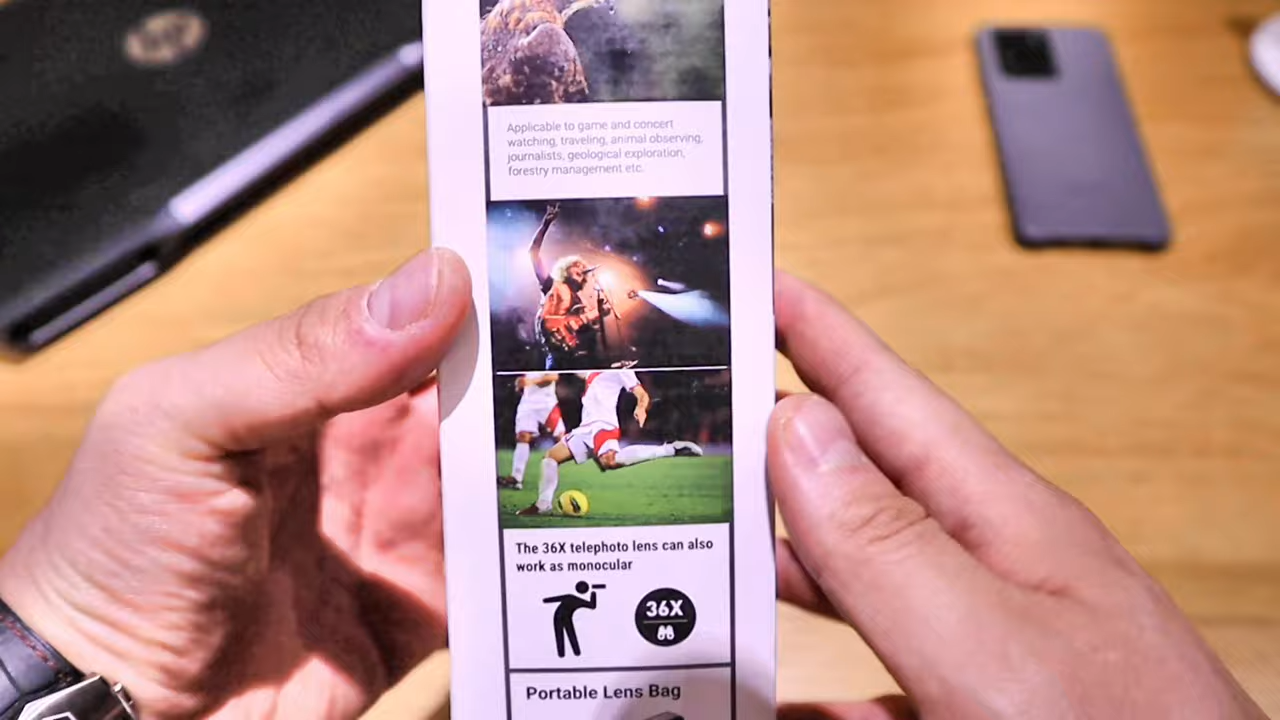 hp
Applicable to game and concert
watching, traveling, animal observing,
journalists, geological exploration,
forestry management etc.
The 36X telephoto lens can also
work as monocular
36X
Portable Lens Bag